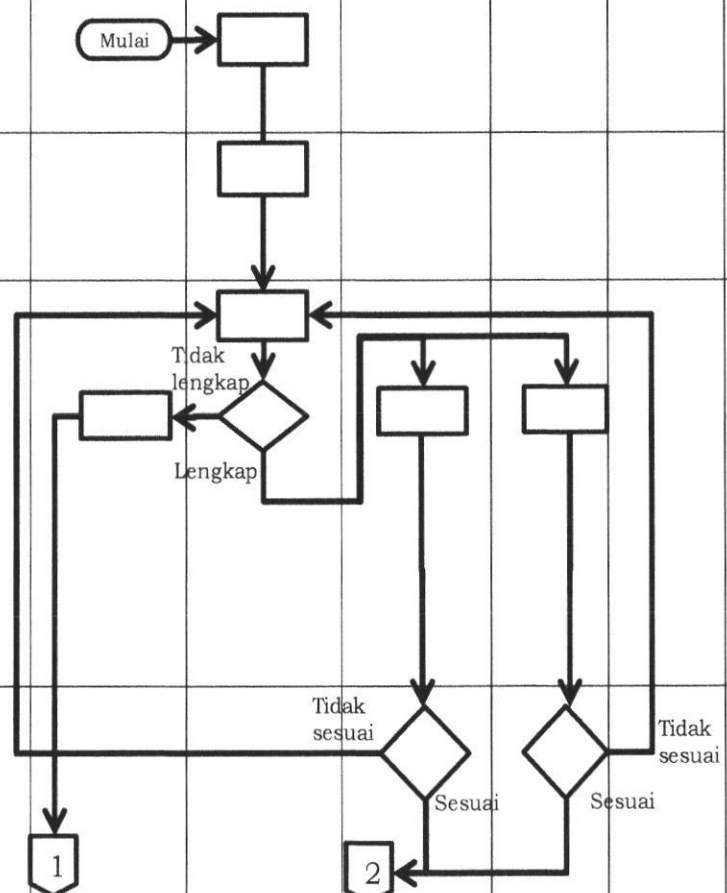 Mulai
Tidak
lengkap
Lengkap
Tidak
sesuai
Tidak
sesuai
Sesuai
Sesuai
1
2